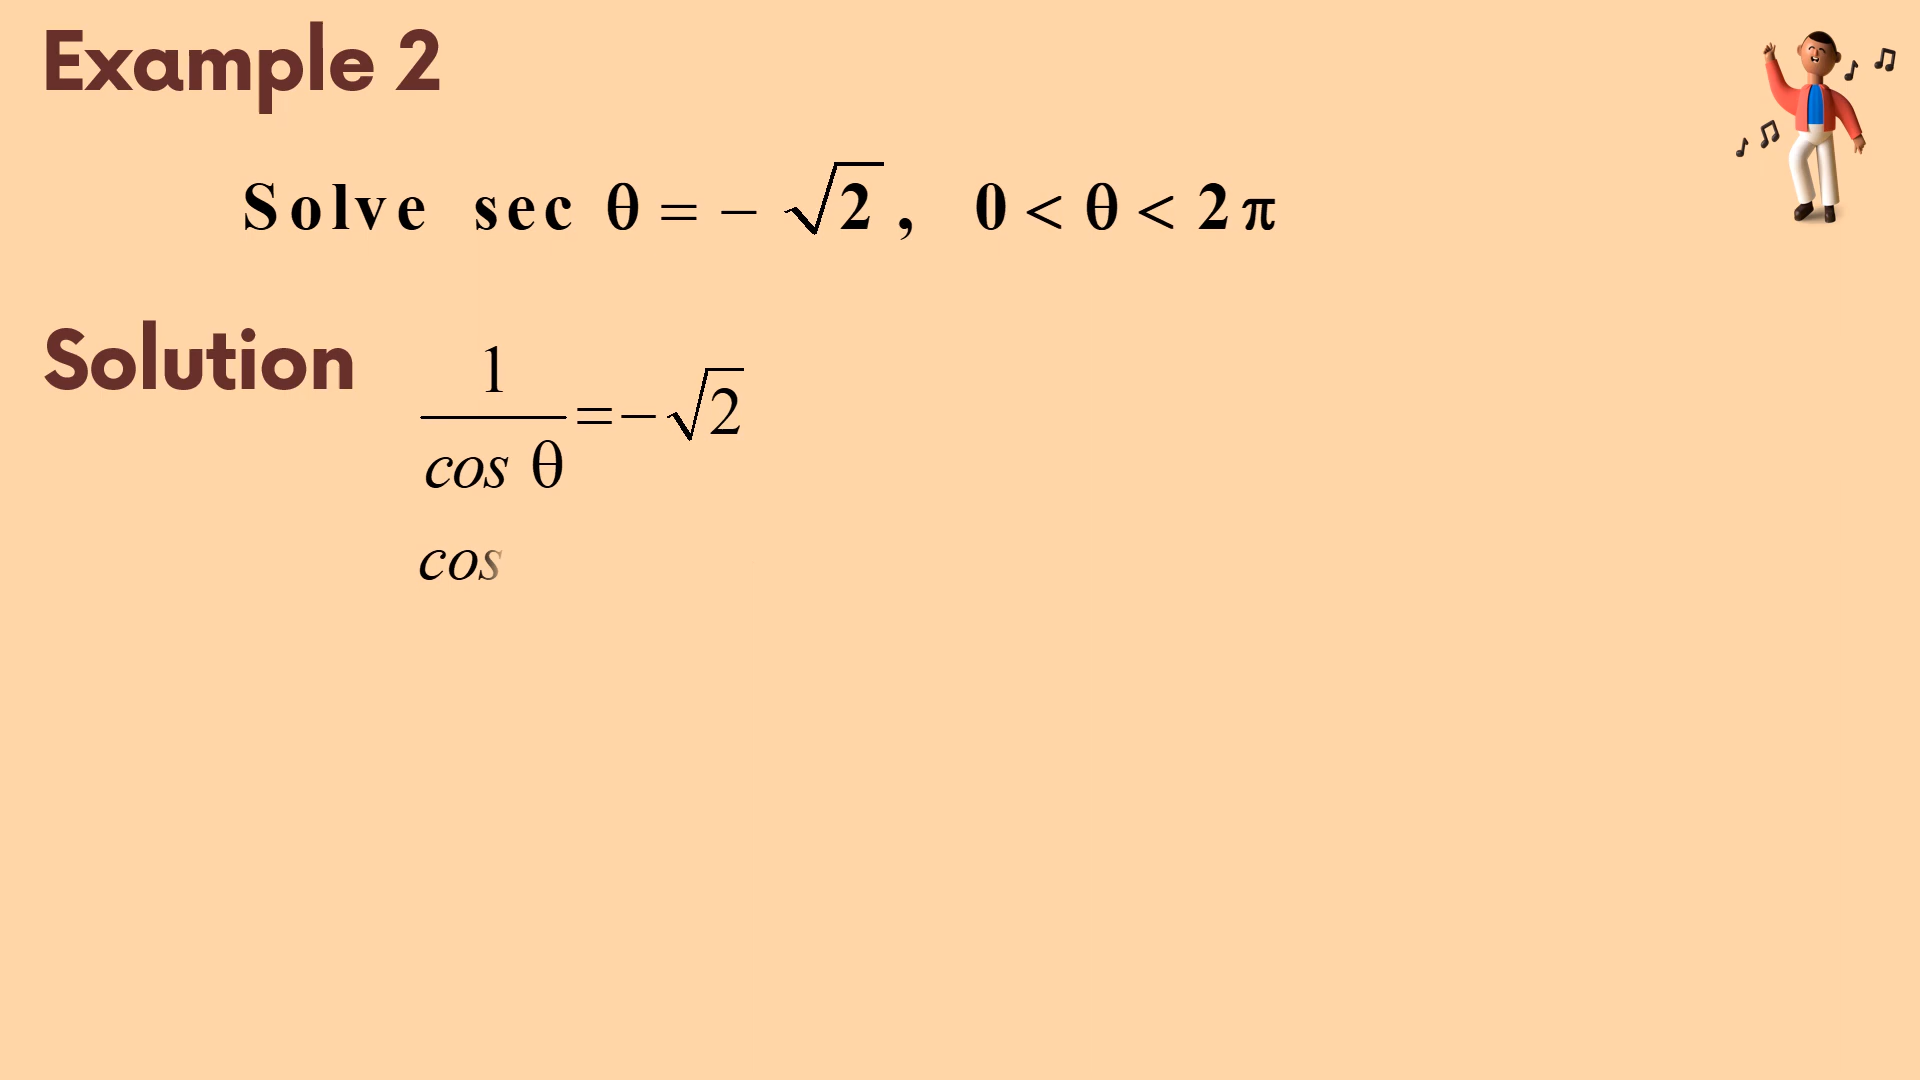 Example 2
Solve sec θ = − √2 , 0 < θ < 2π
Solution
1
cos θ
=−√2
cos